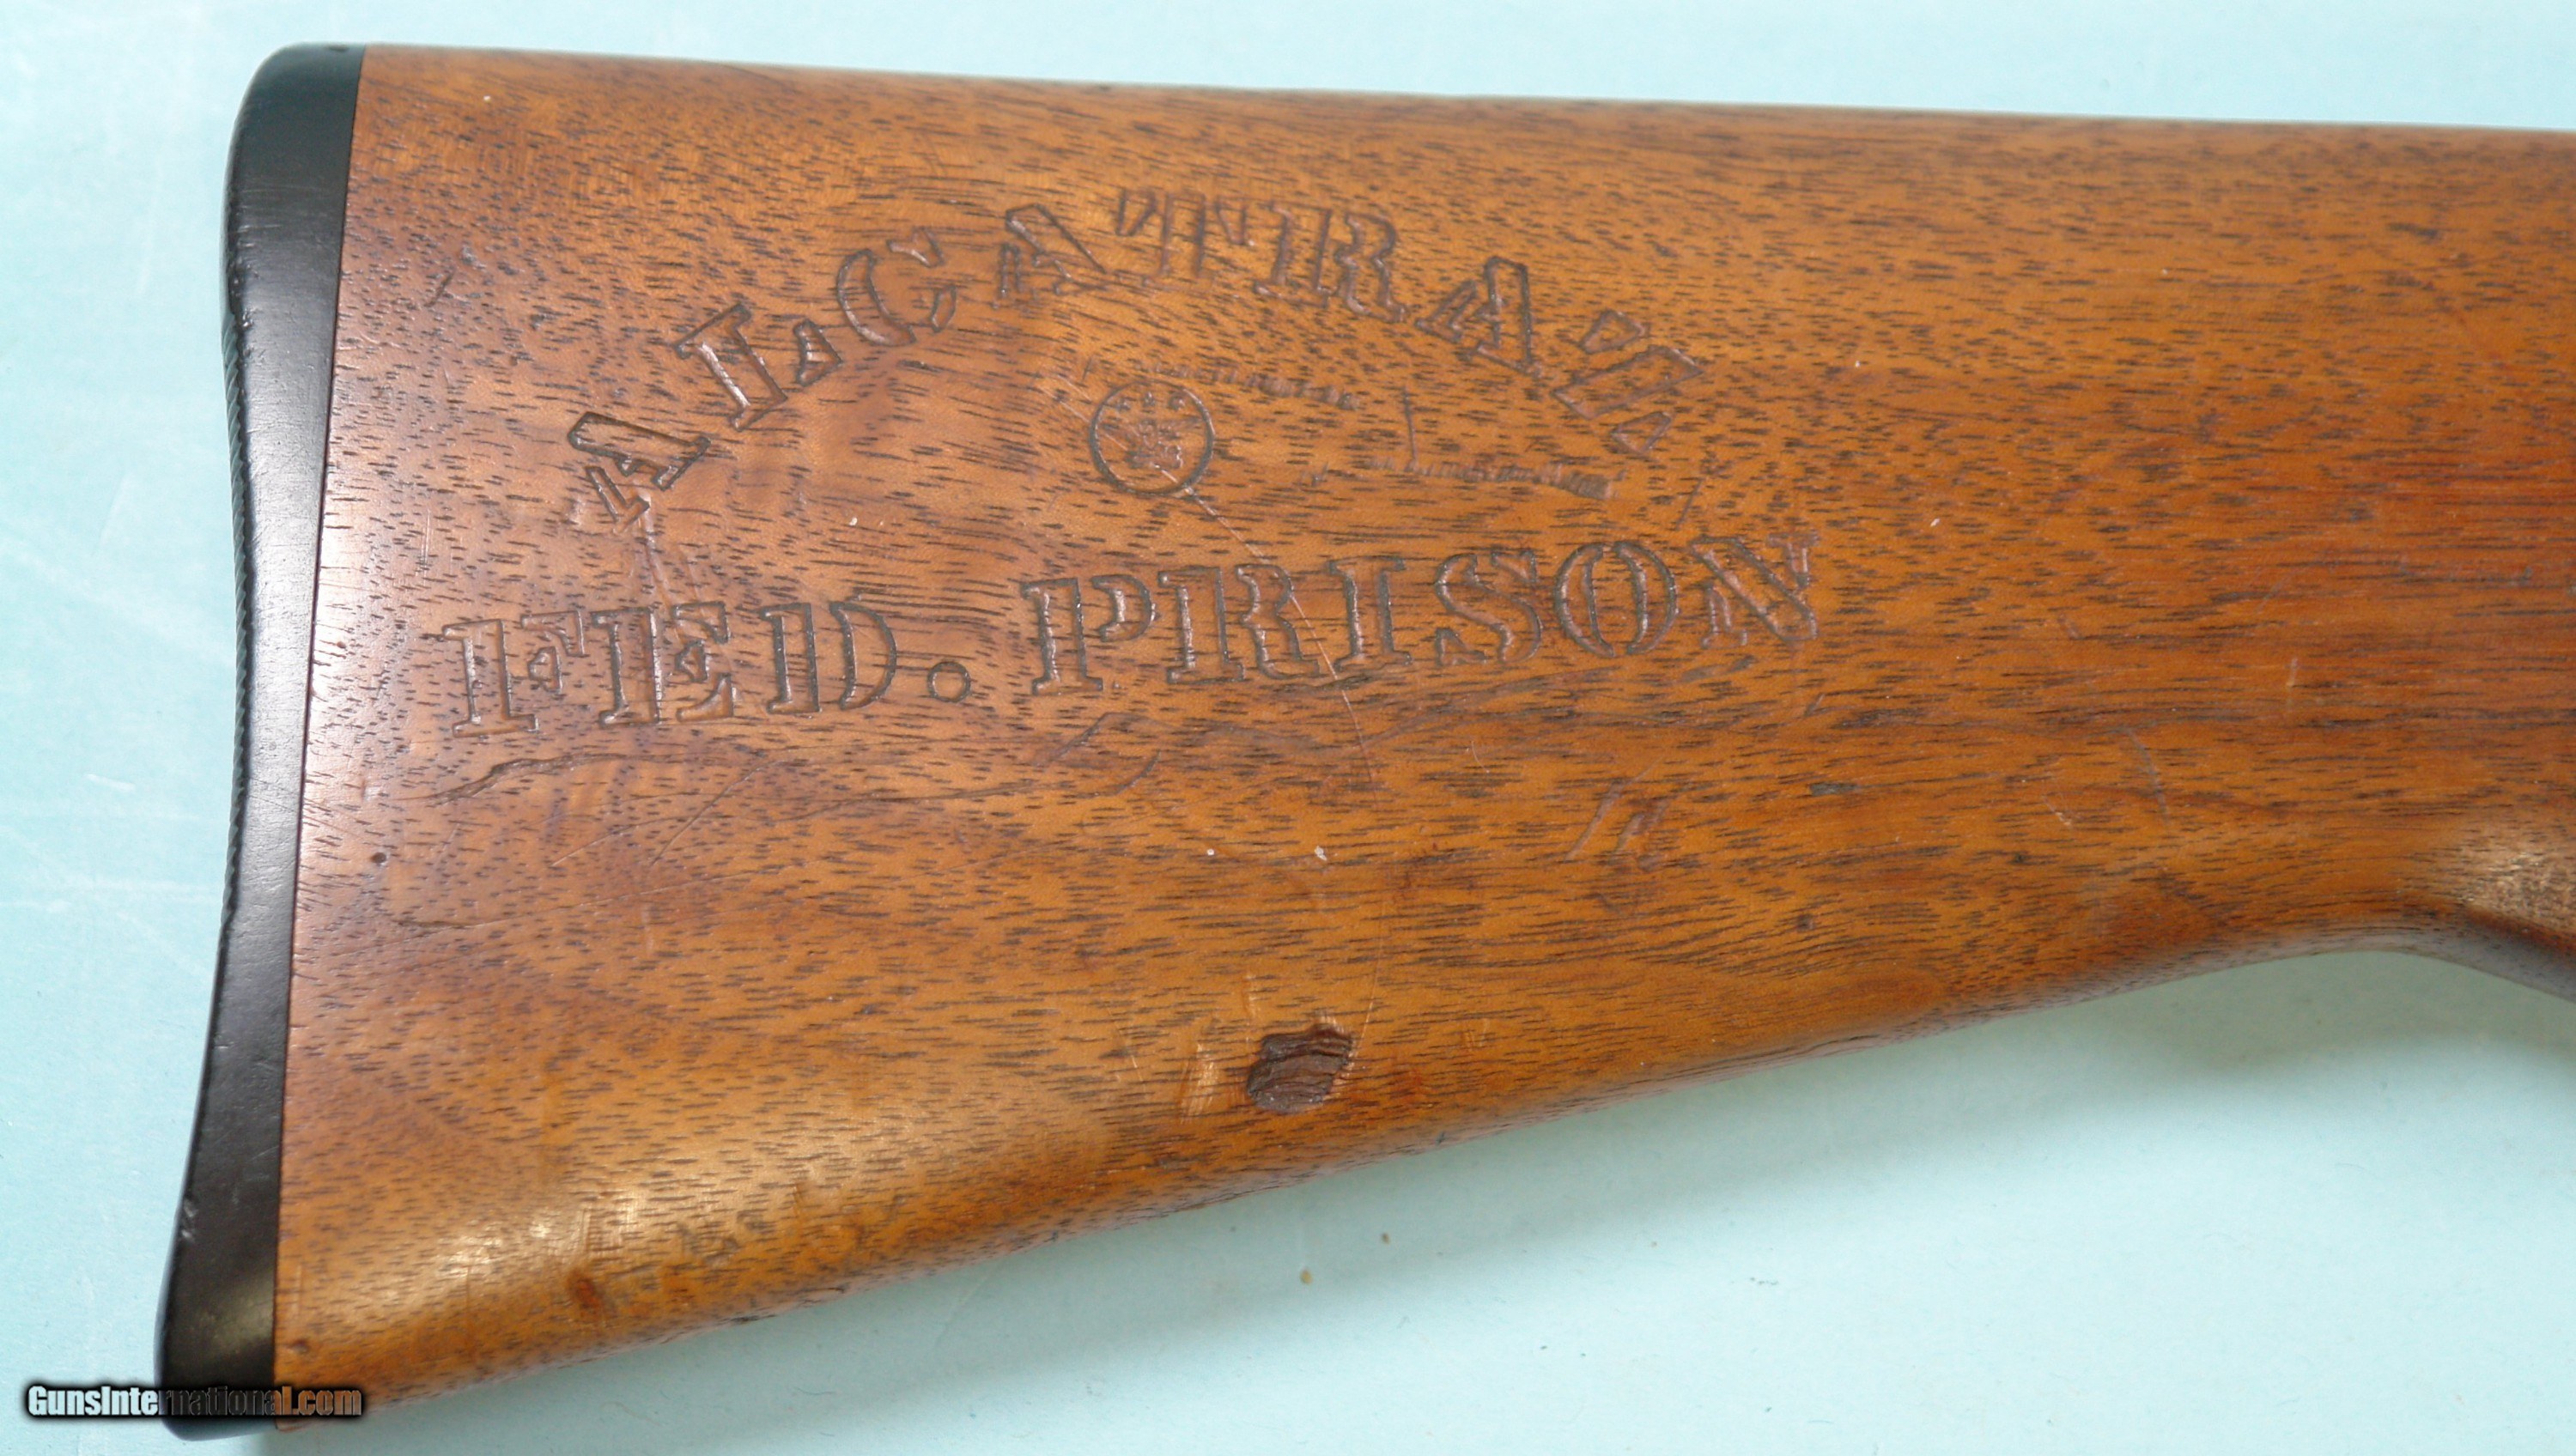 ALCATRAZ
FED. PRISON
GunsInternational.com